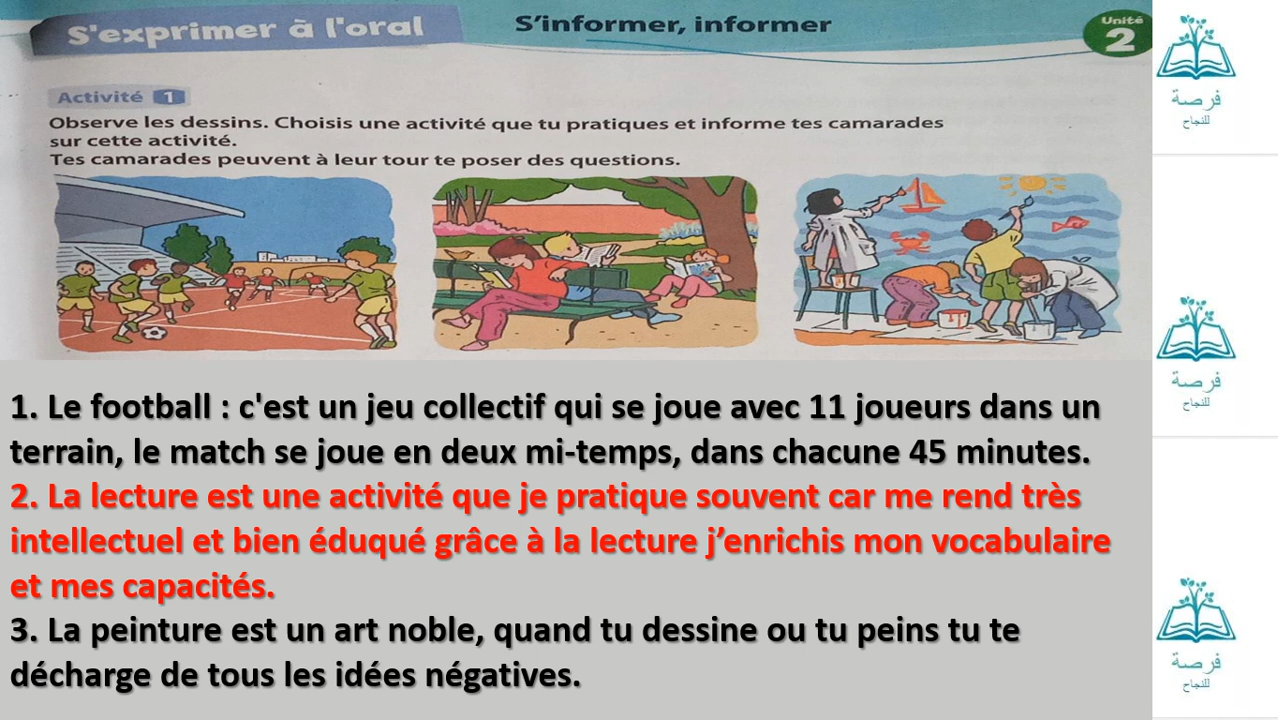 S'exprimer à l'oral
S'informer, informer
Unité
2
Activité 1
Observe les dessins. Choisis une activité que tu pratiques et informe tes camarades
sur cette activité.
Tes camarades peuvent à leur tour te poser des questions.
1. Le football : c'est un jeu collectif qui se joue avec 11 joueurs dans un
terrain, le match se joue en deux mi-temps, dans chacune 45 minutes.
2. La lecture est une activité que je pratique souvent car me rend très
intellectuel et bien éduqué grâce à la lecture j’enrichis mon vocabulaire
et mes capacités.
3. La peinture est un art noble, quand tu dessine ou tu peins tu te
décharge de tous les idées négatives.
فرصة
للنجاح
فرصة
للنجاح
فرصة
للنجاح